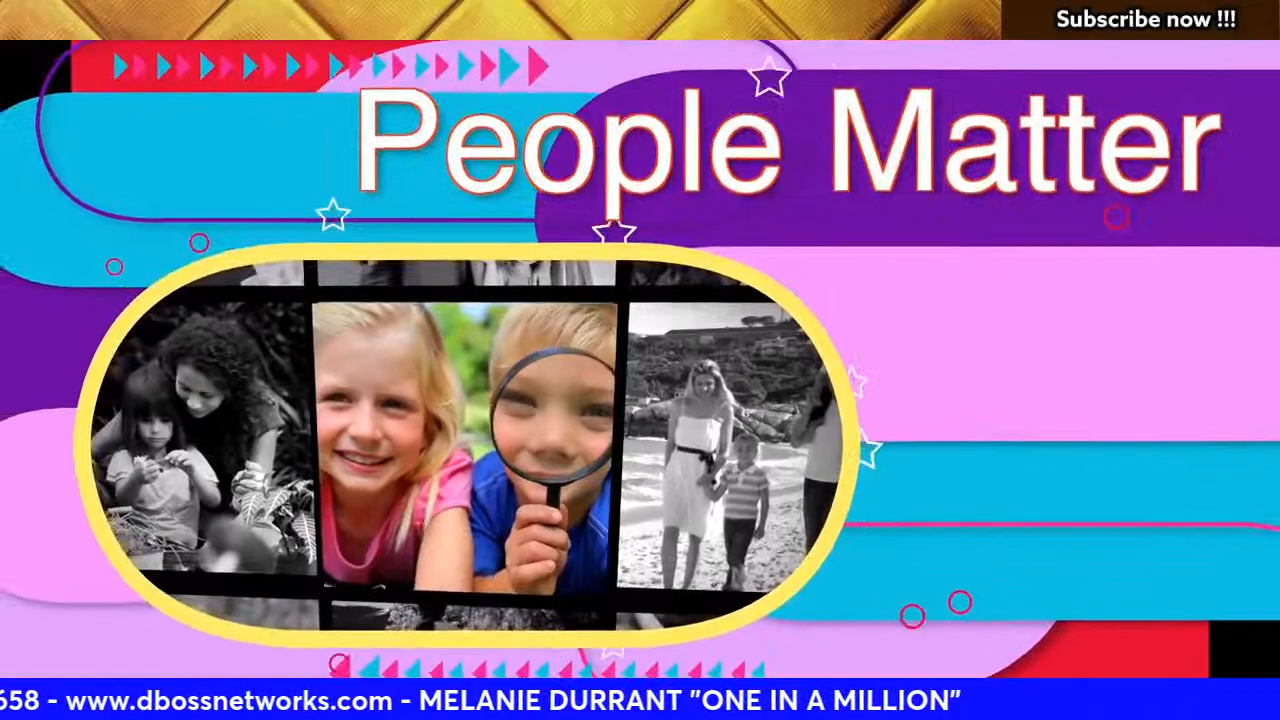 Subscribe now !!!
People Matter
658 - www.dbossnetworks.com - MELANIE DURRANT "ONE IN A MILLION"